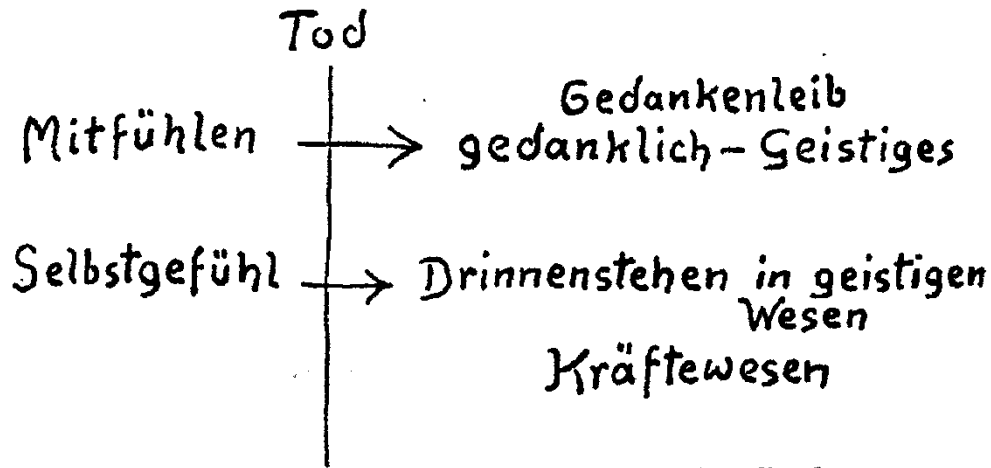 Tod
Gedankenleib
Mitfühlen gedanklich – Geistiges
Selbstgefühl Drinnenstehen in geistigen
Wesen
Kräftewesen